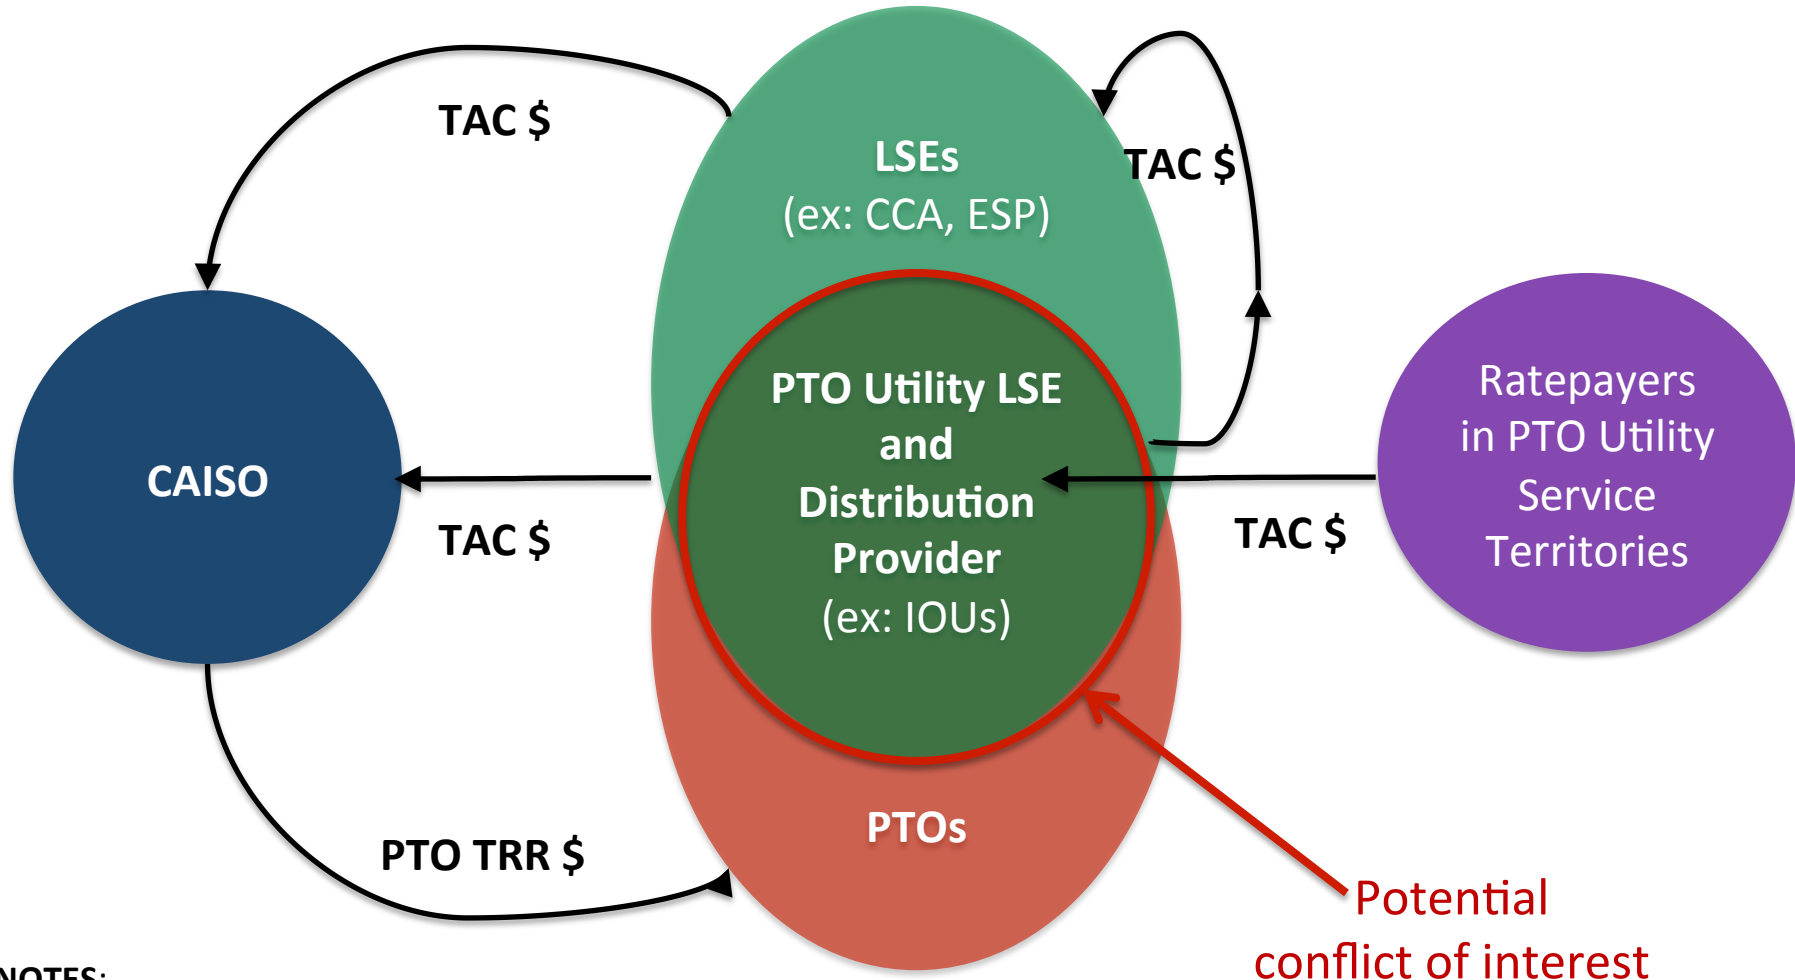 TAC $
LSEs
(ex: CCA, ESP)
TAC $
PTO Utility LSE
and
Distribution
Provider
(ex: IOUs)
CAISO
TAC $
TAC $
Ratepayers
in PTO Utility
Service
Territories
PTO TRR $
PTOs
Potential
conflict of interest
NOTES: